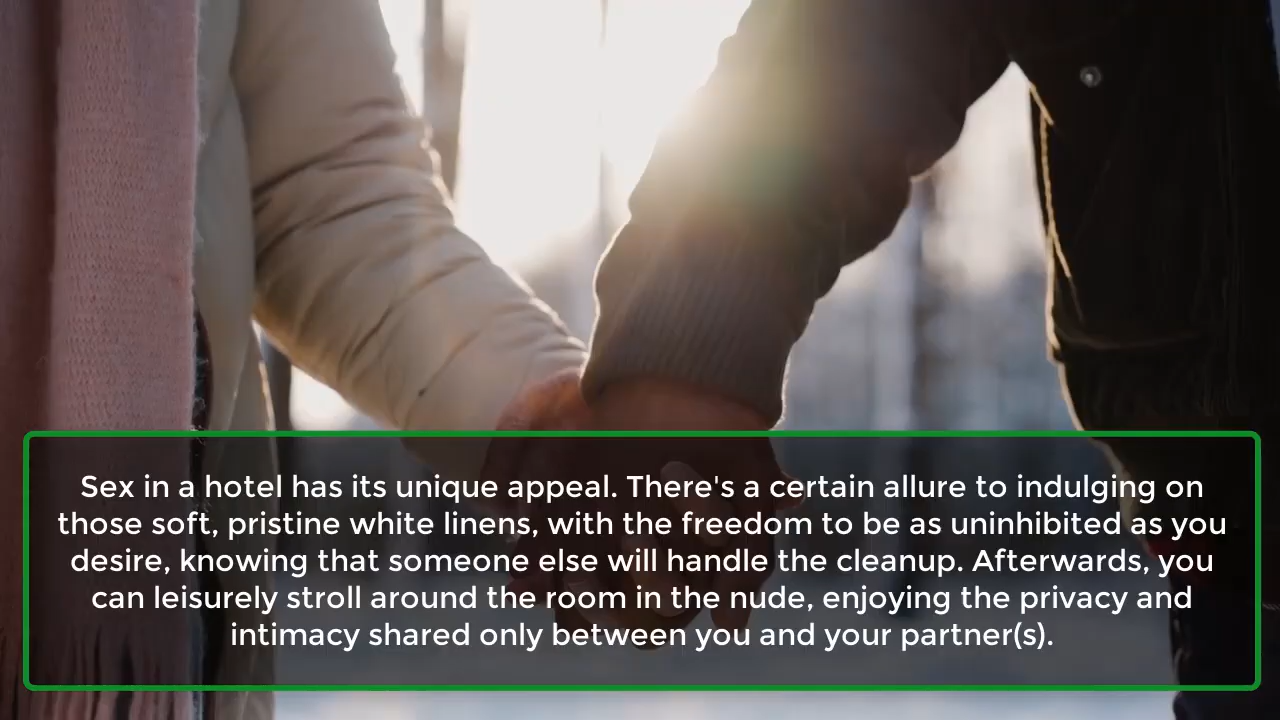 Sex in a hotel has its unique appeal. There's a certain allure to indulging on
those soft, pristine white linens, with the freedom to be as uninhibited as you
desire, knowing that someone else will handle the cleanup. Afterwards, you
can leisurely stroll around the room in the nude, enjoying the privacy and
intimacy shared only between you and your partner(s).